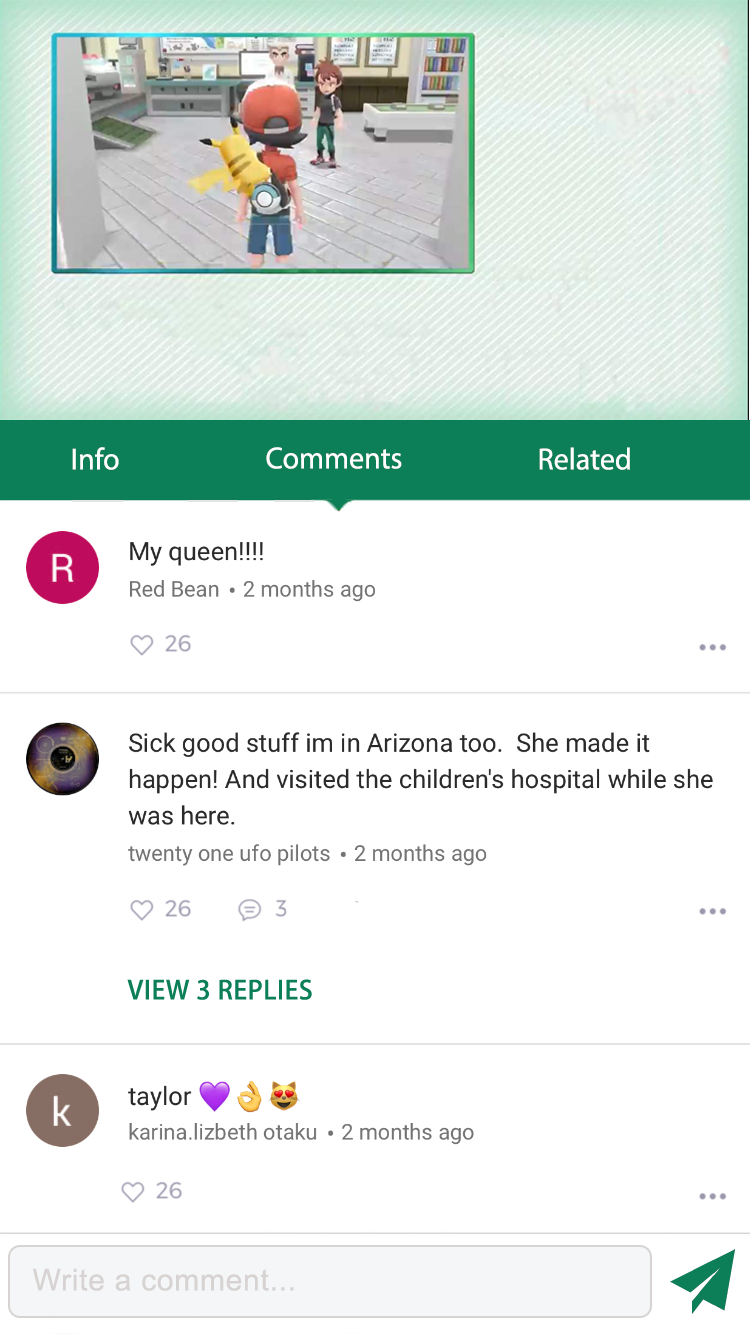 Info
Comments
Related
R
My queen!!!!
Red Bean • 2 months ago
26
Sick good stuff im in Arizona too. She made it
happen! And visited the children's hospital while she
was here.
twenty one ufo pilots • 2 months ago
26
3
VIEW 3 REPLIES
k
taylor 💜👌😻
karina.lizbeth otaku • 2 months ago
26
Write a comment...